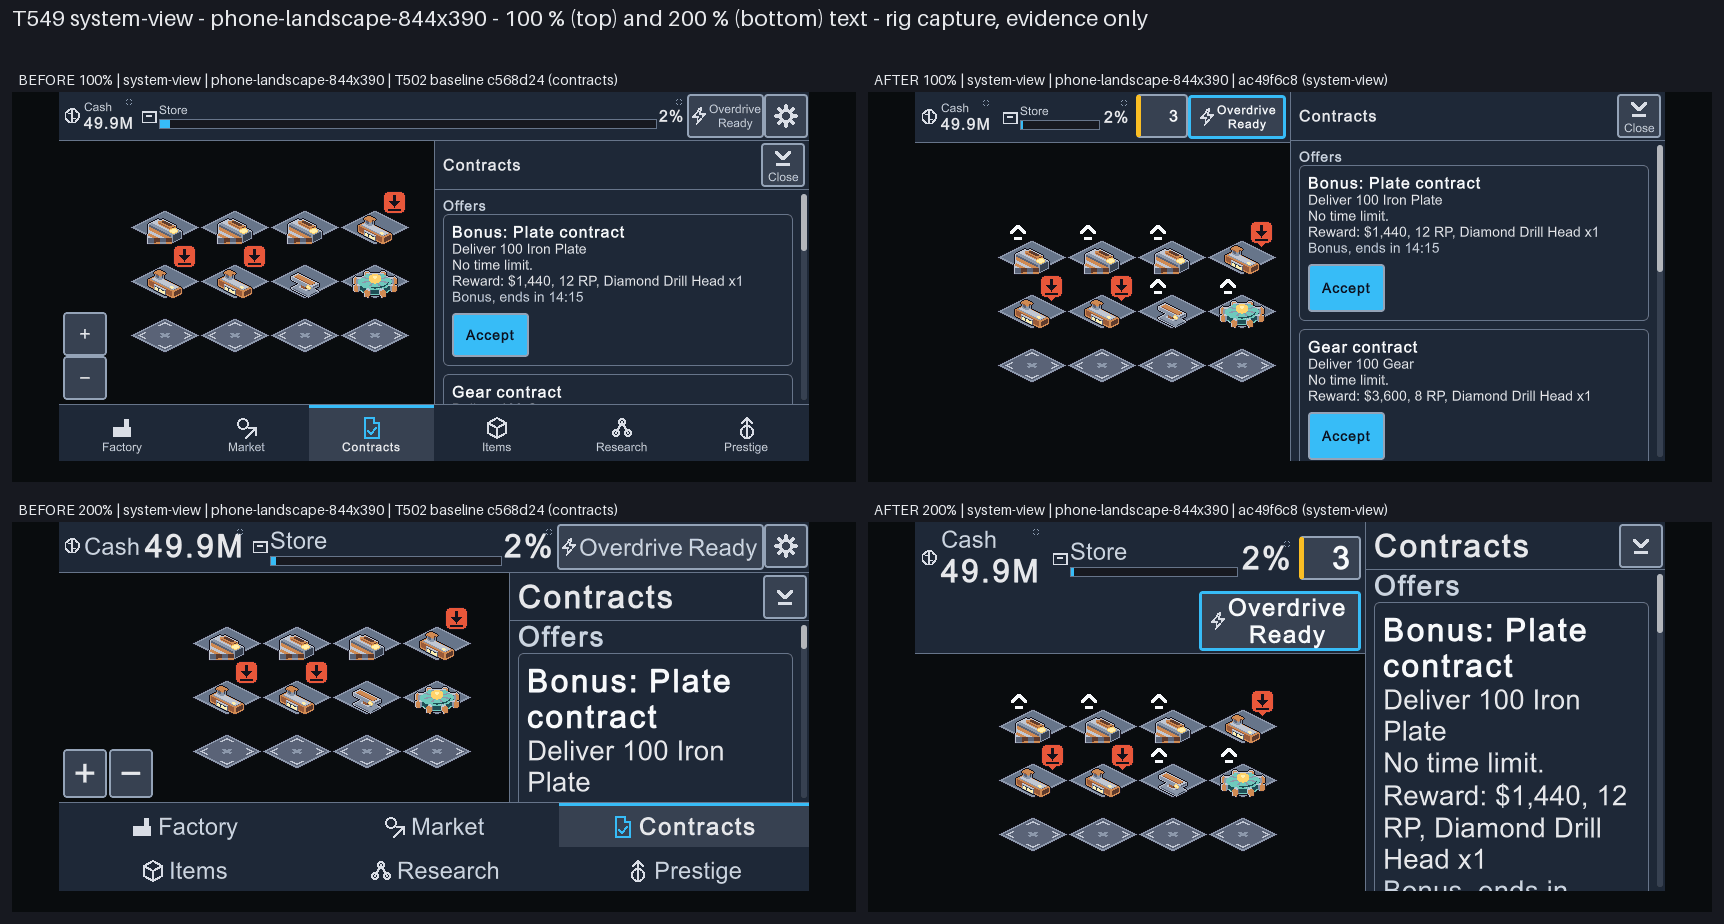 T549 system-view - phone-landscape-844x390 - 100 % (top) and 200 % (bottom) text - rig capture, evidence only
BEFORE 100% | system-view | phone-landscape-844x390 | T502 baseline c568d24 (contracts)
Cash
49.9M
Store
2%
Overdrive
Ready
Contracts
Close
Offers
Bonus: Plate contract
Deliver 100 Iron Plate
No time limit.
Reward: $1,440, 12 RP, Diamond Drill Head x1
Bonus, ends in 14:15
Accept
Gear contract
+
−
Factory
Market
Contracts
Items
Research
Prestige
AFTER 100% | system-view | phone-landscape-844x390 | ac49f6c8 (system-view)
Cash
49.9M
Store
2%
3
Overdrive
Ready
Contracts
Close
Offers
Bonus: Plate contract
Deliver 100 Iron Plate
No time limit.
Reward: $1,440, 12 RP, Diamond Drill Head x1
Bonus, ends in 14:15
Accept
Gear contract
Deliver 100 Gear
No time limit.
Reward: $3,600, 8 RP, Diamond Drill Head x1
Accept
BEFORE 200% | system-view | phone-landscape-844x390 | T502 baseline c568d24 (contracts)
Cash 49.9M
Store
2%
Overdrive Ready
Contracts
Offers
Bonus: Plate
contract
Deliver 100 Iron
Plate
+ −
Factory
Market
Contracts
Items
Research
Prestige
AFTER 200% | system-view | phone-landscape-844x390 | ac49f6c8 (system-view)
Cash
49.9M
Store
2%
3
Overdrive
Ready
Contracts
Offers
Bonus: Plate
contract
Deliver 100 Iron
Plate
No time limit.
Reward: $1,440, 12
RP, Diamond Drill
Head x1
Bonus, ends in